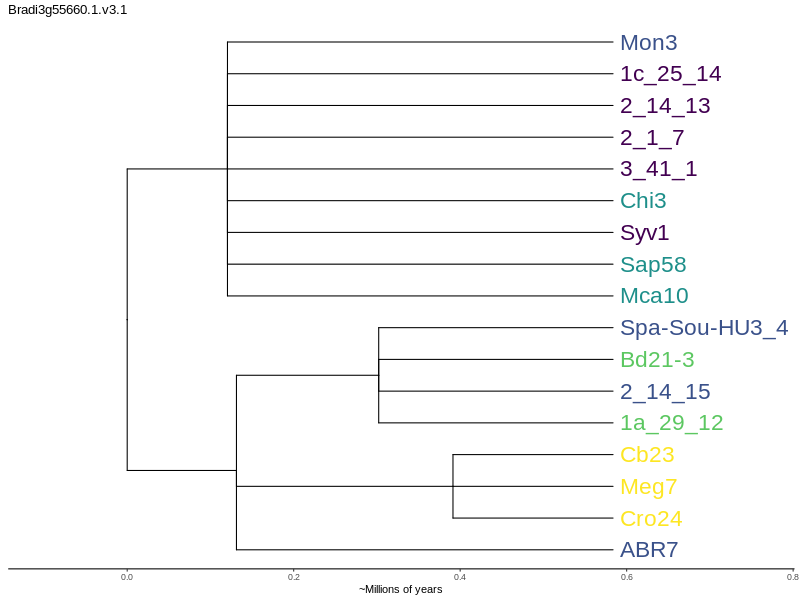 Bradi3g55660.1.v3.1
Mon3
1c_25_14
2_14_13
2_1_7
3_41_1
Chi3
Syv1
Sap58
Mca10
Spa-Sou-HU3_4
Bd21-3
2_14_15
1a_29_12
Cb23
Meg7
Cro24
ABR7
0.0 0.2 0.4 0.6 0.8
~Millions of years